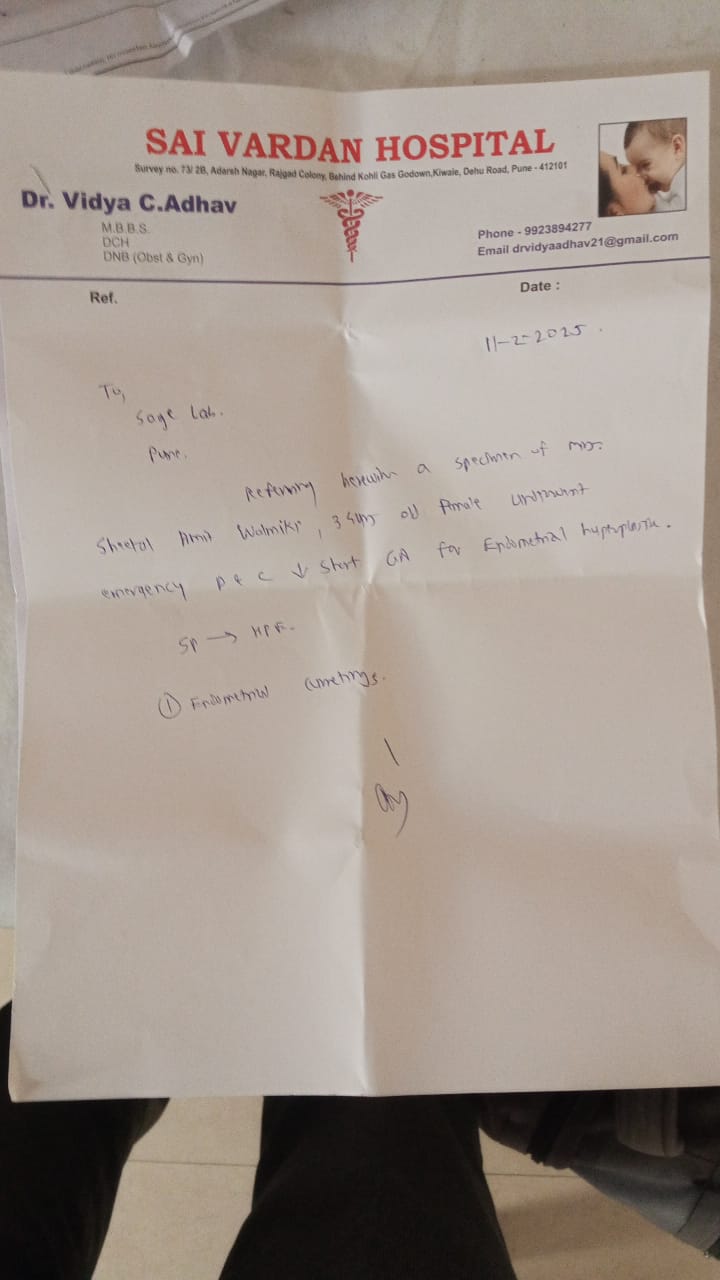 SAI VARDAN HOSPITAL
Survey no. 73/ 2B, Adarsh Nagar, Rajgad Colony, Behind Kohli Gas Godown, Kiwale, Dehu Road, Pune - 412101
Dr. Vidya C.Adhav
M.B.B.S.
DCH
DNB (Obst & Gyn)
Phone - 9923894277
Email drvidyaadhav21@gmail.com
Ref.
Date :
11-2-2025.
To,
Sage Lab.
Pune.
Referring herewith a specimen of Mrs.
Sheetal Amit Walmiki, old female underwent
emergency D & C ↓ Short GA for Endometrial hyperplasia.
SP → HPE.
① Endometrial curettings.